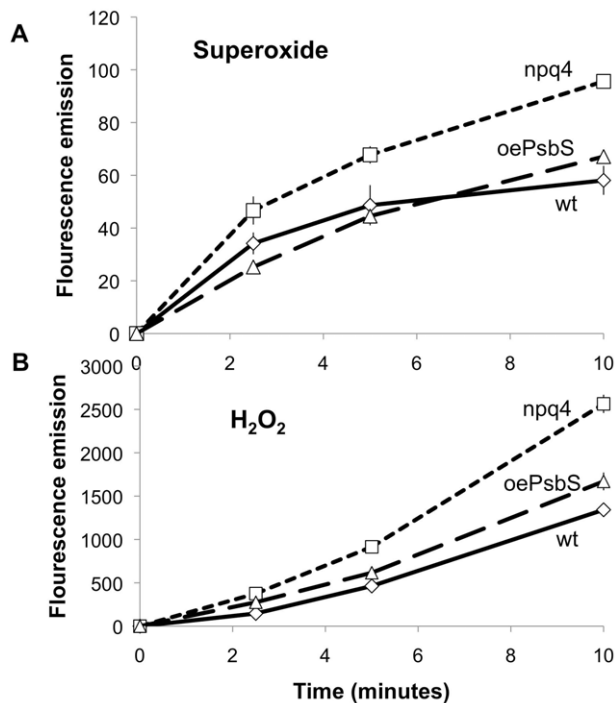 A
Superoxide
Flourescence emission
120
100
80
60
40
20
0
npq4
oePsbS
wt
0 2 4 6 8 10
B
H₂O₂
Flourescence emission
3000
2500
2000
1500
1000
500
0
npq4
oePsbS
wt
0 2 4 6 8 10
Time (minutes)